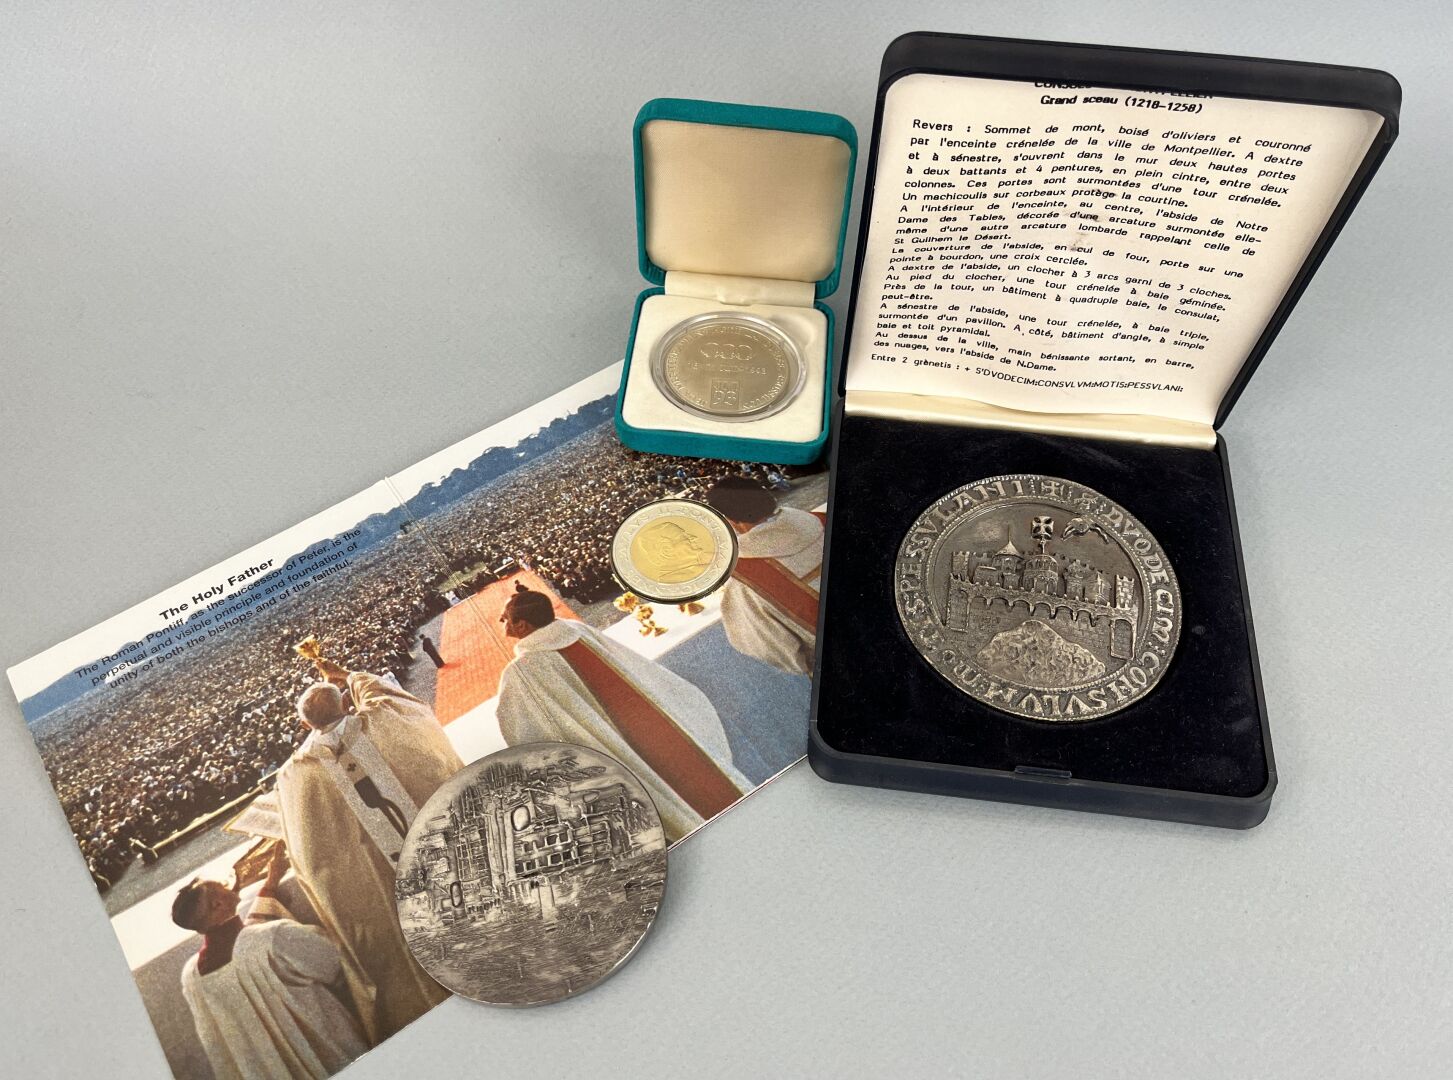 Grand sceau (1218-1258)
Revers : Sommet de mont, boisé d'oliviers et couronné
par l'enceinte crénelée de la ville de Montpellier. A dextre
et à sénestre, s'ouvrent dans le mur deux hautes portes
à deux battants et 4 pentures, en plein cintre, entre deux
colonnes. Ces portes sont surmontées d'une tour crénelée.
Un machicoulis sur corbeaux protège la courtine.
A l'intérieur de l'enceinte, au centre, l'abside de Notre
Dame des Tables, décorée d'une arcature surmontée elle-
même d'une autre arcature lombarde rappelant celle de
St Guilhem le Désert.
La couverture de l'abside, en cul de four, porte sur une
pointe à bourdon, une croix cerclée.
A dextre de l'abside, un clocher à 3 arcs garni de 3 cloches.
Au pied du clocher, une tour crénelée à baie géminée.
Près de la tour, un bâtiment à quadruple baie, le consulat,
peut-être.
A sénestre de l'abside, une tour crénelée, à baie triple,
surmontée d'un pavillon. A côté, bâtiment d'angle, à simple
baie et toit pyramidal.
Au dessus de la ville, main bénissante sortant, en barre,
des nuages, vers l'abside de N.Dame.
Entre 2 grènetis : + S'DVODECIM:CONSVLVM:MOTIS:PESSVLANI:
The Holy Father
The Roman Pontiff, as the successor of Peter, is the
perpetual and visible principle and foundation of
unity of both the bishops and of the faithful.
DVODECIM:CONSVLVM
PESSVLANI
93